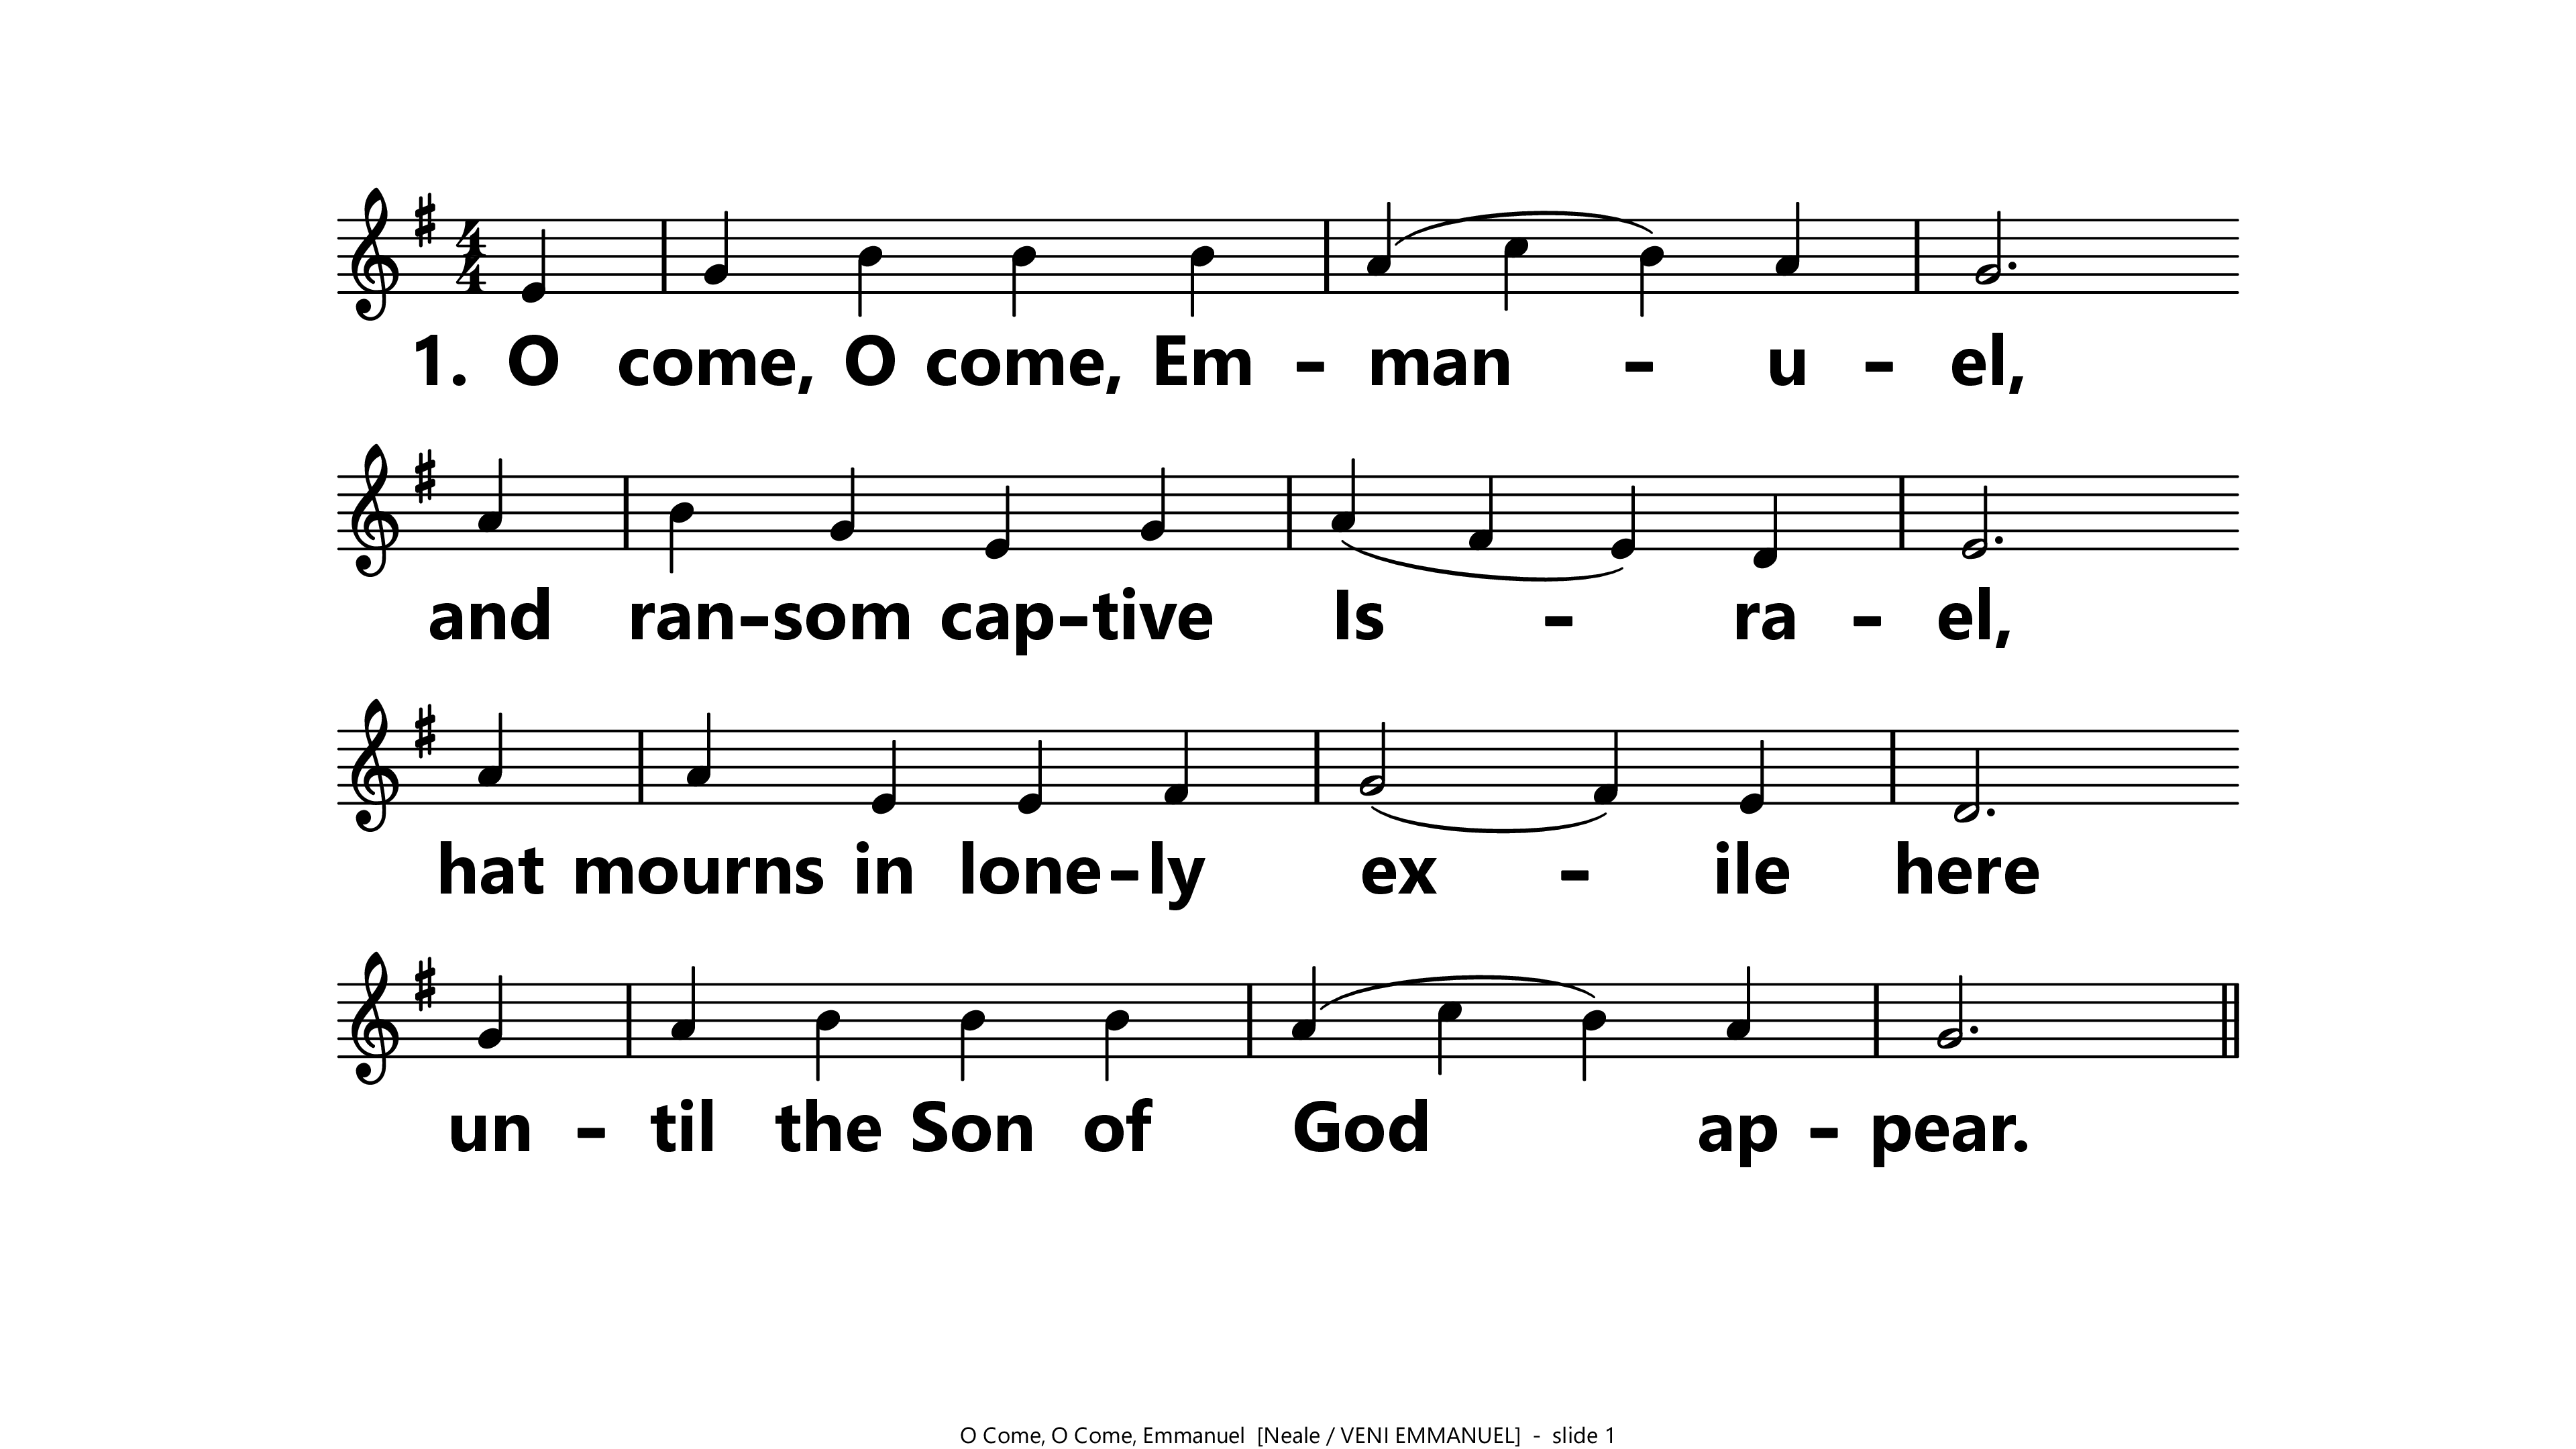 1. O come, O come, Em - man - u - el,
and ran-som cap-tive Is - ra - el,
hat mourns in lone-ly ex - ile here
un - til the Son of God ap - pear.
O Come, O Come, Emmanuel [Neale / VENI EMMANUEL] - slide 1